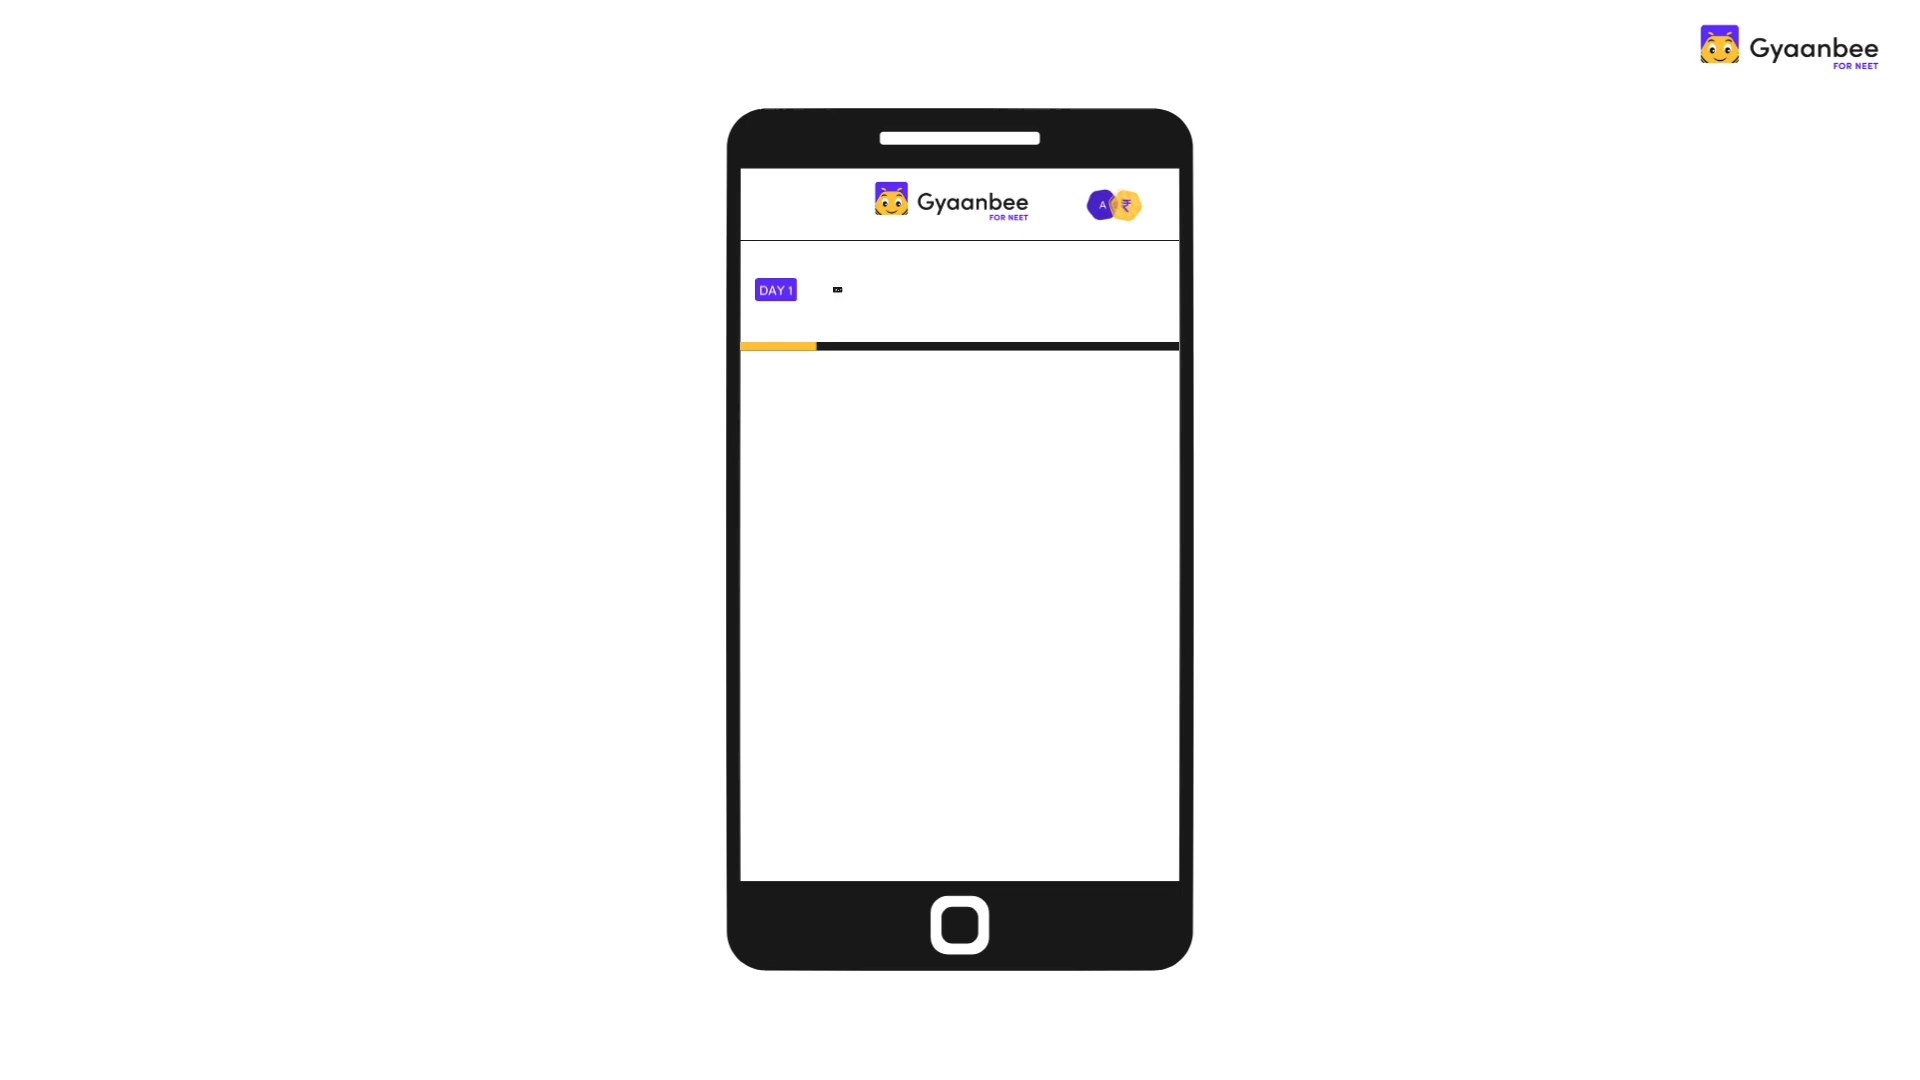 Gyaanbee
FOR NEET
Gyaanbee
FOR NEET
A ₹
DAY 1